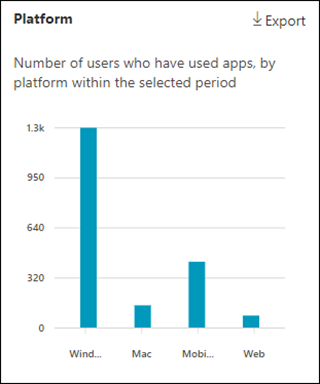 Platform
Export
Number of users who have used apps, by
platform within the selected period
1.3k
950
640
320
0
Wind... Mac Mobi... Web